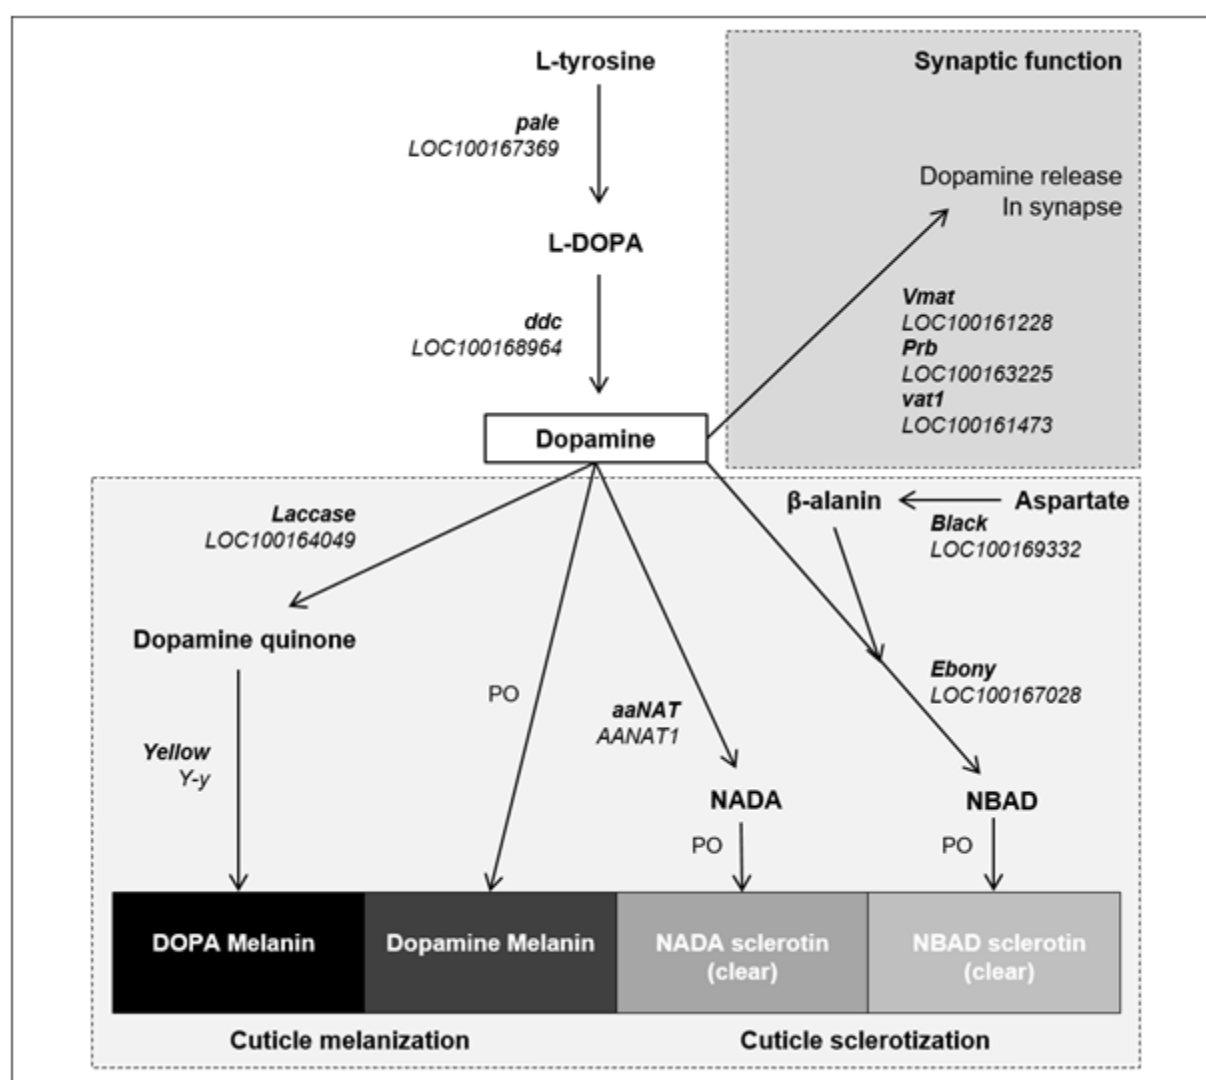 L-tyrosine
Synaptic function
pale
LOC100167369
Dopamine release
In synapse
L-DOPA
ddc
LOC100168964
Vmat
LOC100161228
Prb
LOC100163225
vat1
LOC100161473
Dopamine
β-alanin
Aspartate
Black
LOC100169332
Laccase
LOC100164049
Dopamine quinone
Ebony
LOC100167028
PO
aaNAT
AANAT1
Yellow
Y-y
NADA
NBAD
PO
PO
DOPA Melanin
Dopamine Melanin
NADA sclerotin
(clear)
NBAD sclerotin
(clear)
Cuticle melanization
Cuticle sclerotization